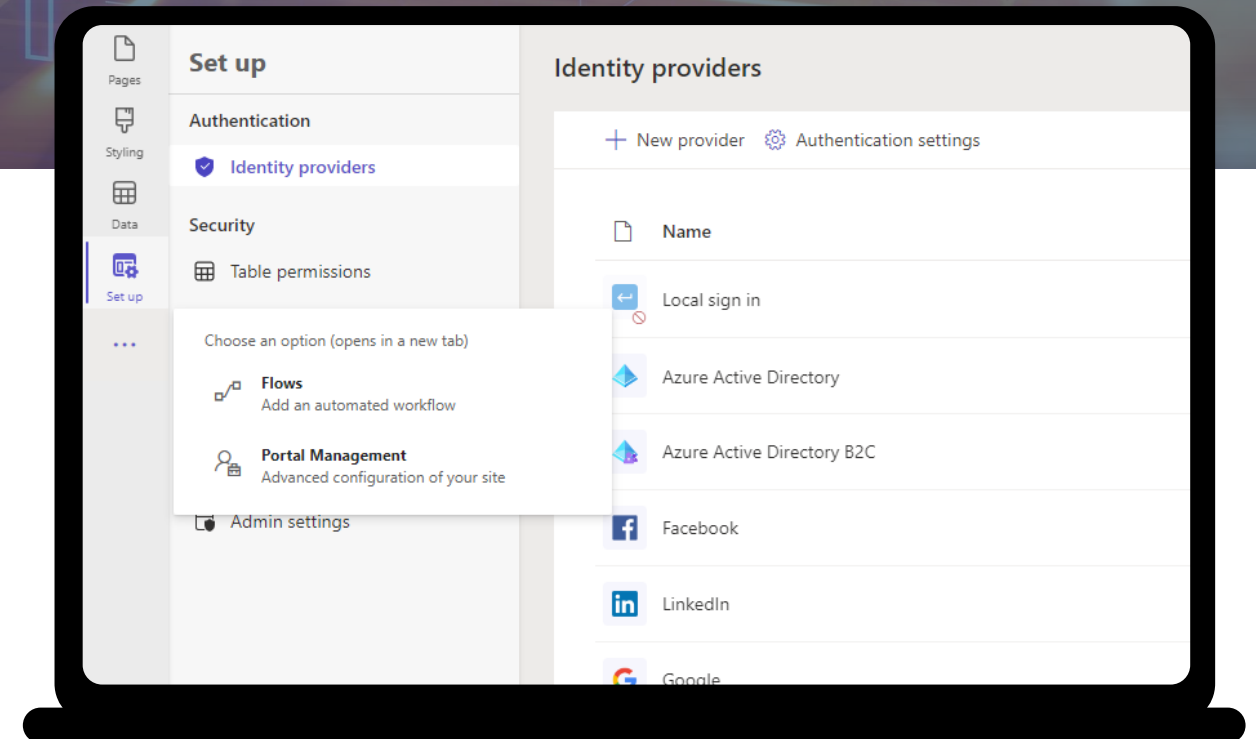 Pages
Styling
Data
Set up
Set up
Authentication
Identity providers
Security
Table permissions
Choose an option (opens in a new tab)
Flows
Add an automated workflow
Portal Management
Advanced configuration of your site
Admin settings
Identity providers
New provider
Authentication settings
Name
Local sign in
Azure Active Directory
Azure Active Directory B2C
Facebook
LinkedIn
Google